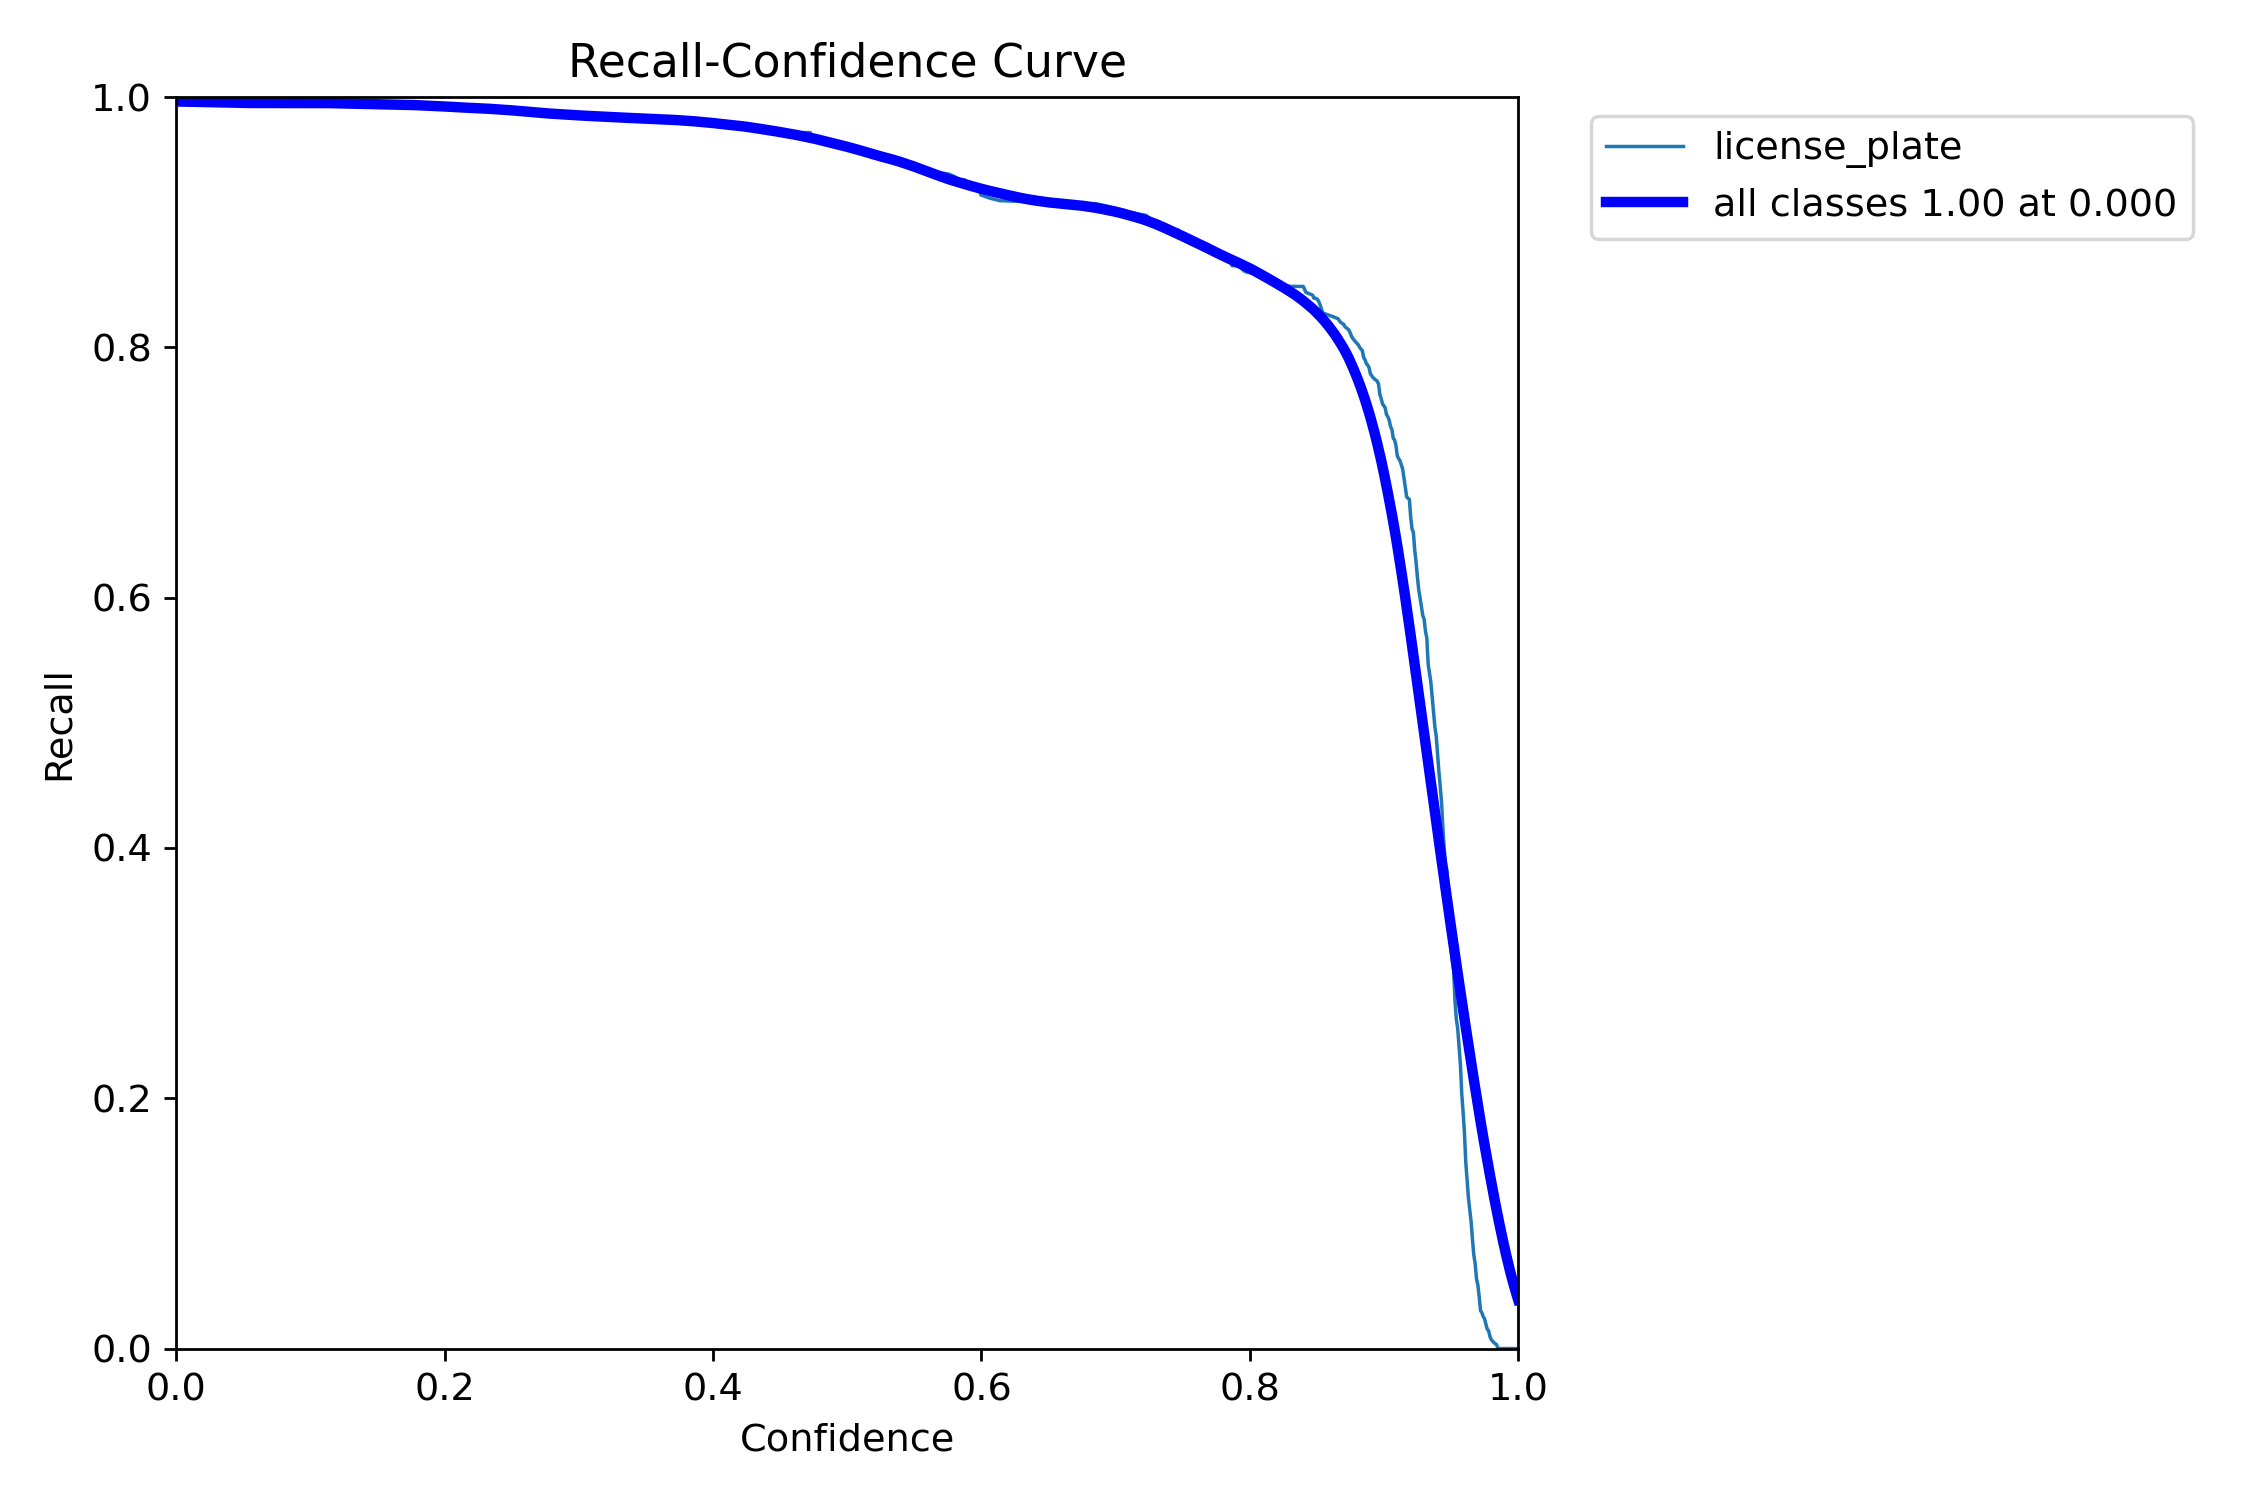 Recall-Confidence Curve
1.0
0.8
0.6
0.4
0.2
0.0
Recall
0.0 0.2 0.4 0.6 0.8 1.0
Confidence
license_plate
all classes 1.00 at 0.000